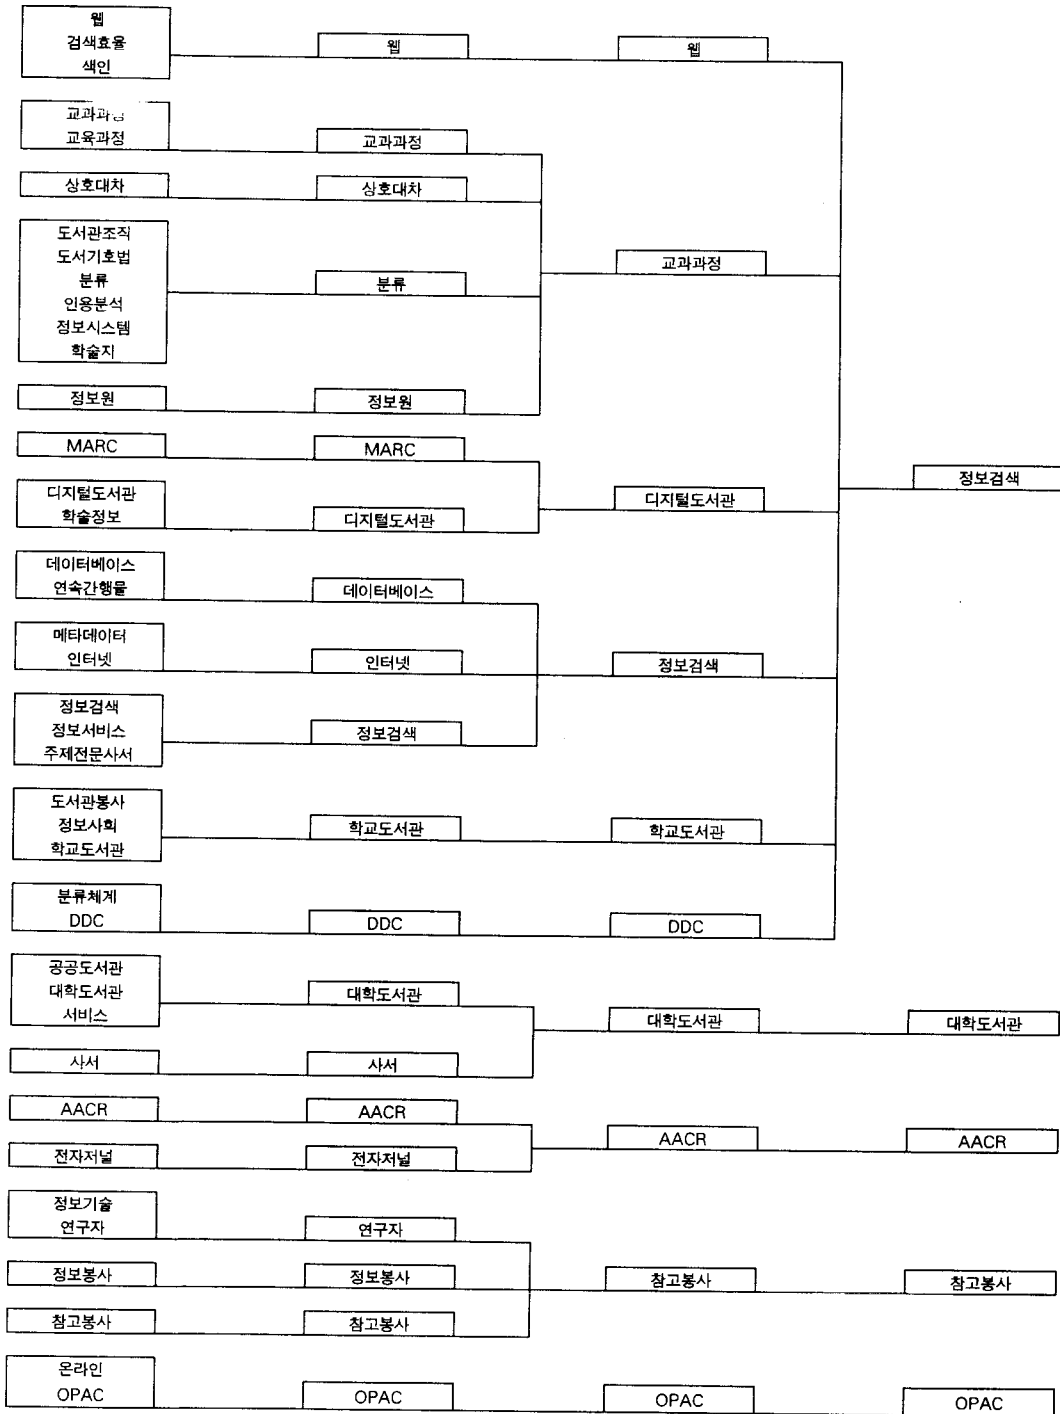 웹
검색효율
색인
웹
웹
교과과정
교육과정
교과과정
상호대차
상호대차
도서관조직
도서기호법
분류
인용분석
정보시스템
학술지
분류
교과과정
정보원
정보원
MARC
MARC
디지털도서관
학술정보
디지털도서관
디지털도서관
정보검색
데이터베이스
연속간행물
데이터베이스
메타데이터
인터넷
인터넷
정보검색
정보검색
정보서비스
주제전문사서
정보검색
도서관봉사
정보사회
학교도서관
학교도서관
학교도서관
분류체계
DDC
DDC
DDC
공공도서관
대학도서관
서비스
대학도서관
대학도서관
대학도서관
사서
사서
AACR
AACR
AACR
AACR
전자저널
전자저널
정보기술
연구자
연구자
정보봉사
정보봉사
참고봉사
참고봉사
참고봉사
참고봉사
온라인
OPAC
OPAC
OPAC
OPAC